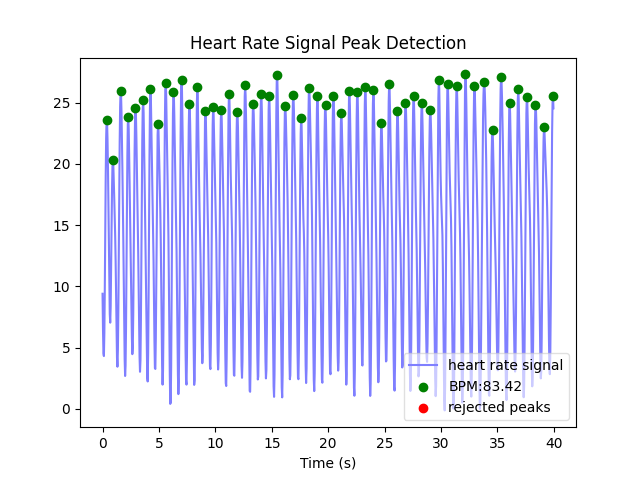 Heart Rate Signal Peak Detection
25
20
15
10
5
0
heart rate signal
BPM:83.42
rejected peaks
0 5 10 15 20 25 30 35 40
Time (s)